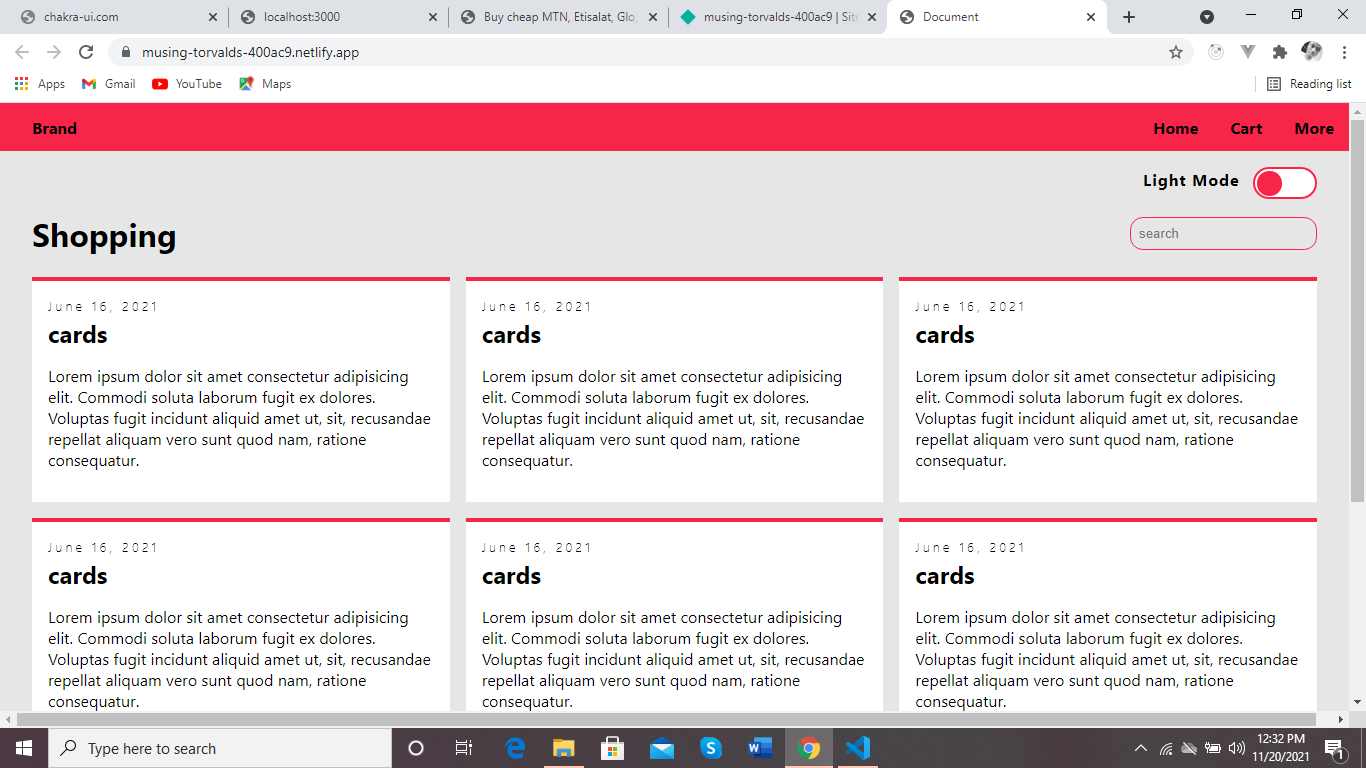 chakra-ui.com
localhost:3000
Buy cheap MTN, Etisalat, Glo,
musing-torvalds-400ac9 | Site
Document
musing-torvalds-400ac9.netlify.app
Apps
Gmail
YouTube
Maps
Reading list
Brand
Home
Cart
More
Light Mode
Shopping
search
June 16, 2021
cards
Lorem ipsum dolor sit amet consectetur adipisicing
elit. Commodi soluta laborum fugit ex dolores.
Voluptas fugit incidunt aliquid amet ut, sit, recusandae
repellat aliquam vero sunt quod nam, ratione
consequatur.
June 16, 2021
cards
Lorem ipsum dolor sit amet consectetur adipisicing
elit. Commodi soluta laborum fugit ex dolores.
Voluptas fugit incidunt aliquid amet ut, sit, recusandae
repellat aliquam vero sunt quod nam, ratione
consequatur.
June 16, 2021
cards
Lorem ipsum dolor sit amet consectetur adipisicing
elit. Commodi soluta laborum fugit ex dolores.
Voluptas fugit incidunt aliquid amet ut, sit, recusandae
repellat aliquam vero sunt quod nam, ratione
consequatur.
June 16, 2021
cards
Lorem ipsum dolor sit amet consectetur adipisicing
elit. Commodi soluta laborum fugit ex dolores.
Voluptas fugit incidunt aliquid amet ut, sit, recusandae
repellat aliquam vero sunt quod nam, ratione
consequatur.
June 16, 2021
cards
Lorem ipsum dolor sit amet consectetur adipisicing
elit. Commodi soluta laborum fugit ex dolores.
Voluptas fugit incidunt aliquid amet ut, sit, recusandae
repellat aliquam vero sunt quod nam, ratione
consequatur.
June 16, 2021
cards
Lorem ipsum dolor sit amet consectetur adipisicing
elit. Commodi soluta laborum fugit ex dolores.
Voluptas fugit incidunt aliquid amet ut, sit, recusandae
repellat aliquam vero sunt quod nam, ratione
consequatur.
Type here to search
12:32 PM
11/20/2021
1